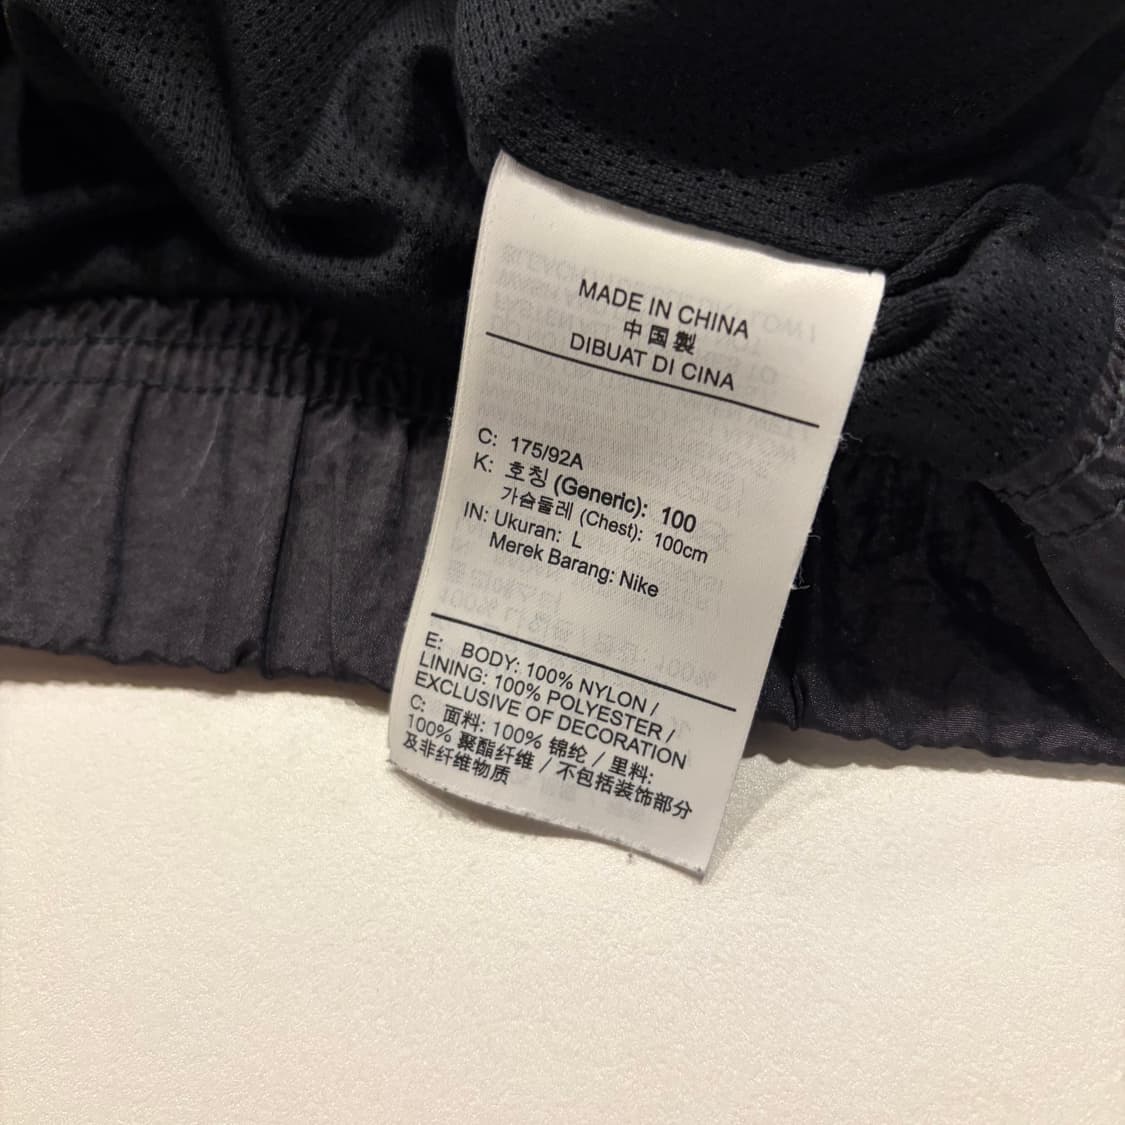 MADE IN CHINA
中国製
DIBUAT DI CINA
C: 175/92A
K: 호칭 (Generic): 100
가슴둘레 (Chest): 100cm
IN: Ukuran: L
Merek Barang: Nike
E: BODY: 100% NYLON /
LINING: 100% POLYESTER /
EXCLUSIVE OF DECORATION
C: 面料: 100% 锦纶 / 里料:
100% 聚酯纤维 / 不包括装饰部分
及非纤维物质